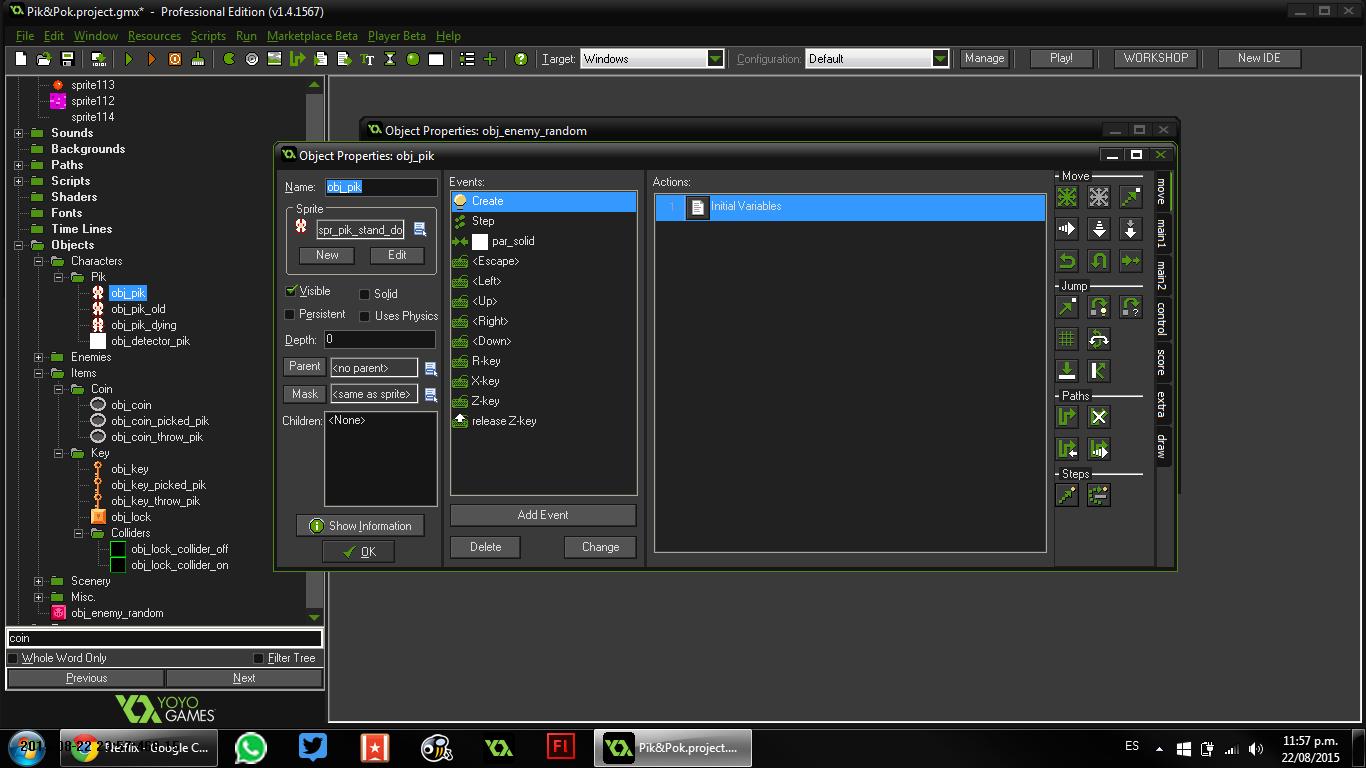 Pik&Pok.project.gmx* - Professional Edition (v1.4.1567)
File Edit Window Resources Scripts Run Marketplace Beta Player Beta Help
Target: Windows Configuration: Default Manage Play! WORKSHOP New IDE
sprite113
sprite112
sprite114
Sounds
Backgrounds
Paths
Scripts
Shaders
Fonts
Time Lines
Objects
Characters
Pik
obj_pik
obj_pik_old
obj_pik_dying
obj_detector_pik
Enemies
Items
Coin
obj_coin
obj_coin_picked_pik
obj_coin_throw_pik
Key
obj_key
obj_key_picked_pik
obj_key_throw_pik
obj_lock
Colliders
obj_lock_collider_off
obj_lock_collider_on
Scenery
Misc.
obj_enemy_random
coin
Whole Word Only Filter Tree
Previous Next
YOYO
GAMES
Object Properties: obj_enemy_random
Object Properties: obj_pik
Name: obj_pik
Sprite
spr_pik_stand_do
New Edit
Visible Solid
Persistent Uses Physics
Depth: 0
Parent <no parent>
Mask <same as sprite>
Children: <None>
Show Information
OK
Events:
Create
Step
par_solid
<Escape>
<Left>
<Up>
<Right>
<Down>
R-key
X-key
Z-key
release Z-key
Add Event
Delete Change
Actions:
1 Initial Variables
Move
Jump
Paths
Steps
move
main1
main2
control
score
extra
draw
Netflix - Google C...
Fl
Pik&Pok.project....
ES
11:57 p.m.
22/08/2015